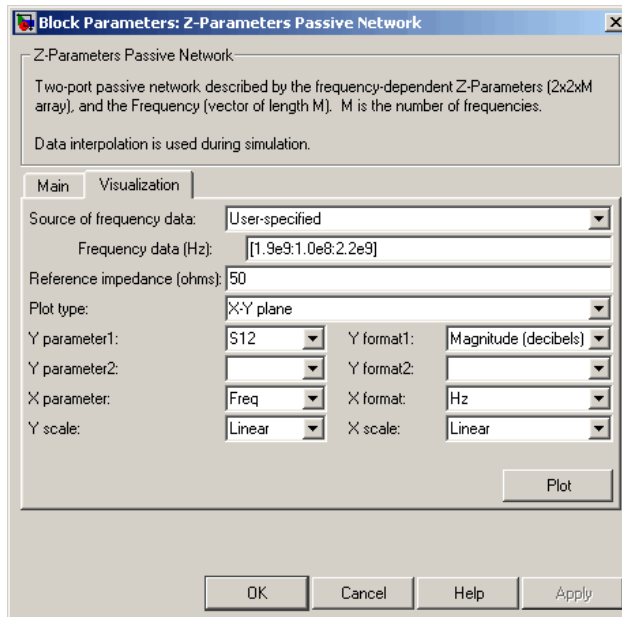 Block Parameters: Z-Parameters Passive Network
Z-Parameters Passive Network
Two-port passive network described by the frequency-dependent Z-Parameters (2x2xM
array), and the Frequency (vector of length M). M is the number of frequencies.
Data interpolation is used during simulation.
Main Visualization
Source of frequency data: User-specified
Frequency data (Hz): [1.9e9:1.0e8:2.2e9]
Reference impedance (ohms): 50
Plot type: X-Y plane
Y parameter1: S12 Y format1: Magnitude (decibels)
Y parameter2: Y format2:
X parameter: Freq X format: Hz
Y scale: Linear X scale: Linear
Plot
OK Cancel Help Apply